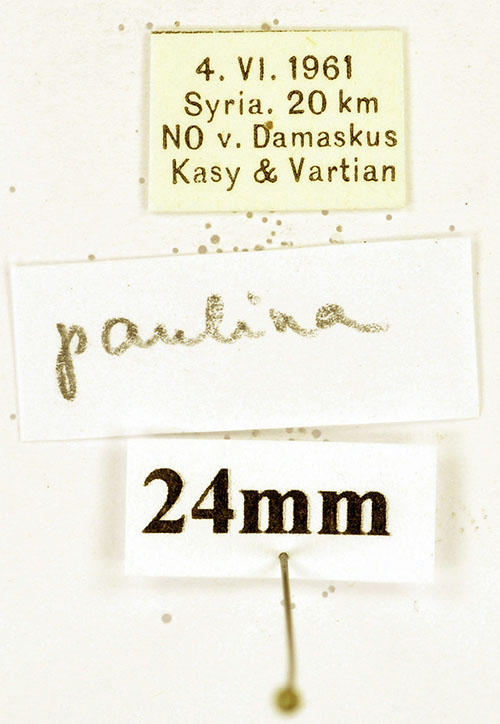 4. VI. 1961
Syria. 20 km
NO v. Damaskus
Kasy & Vartian
paulina
24mm